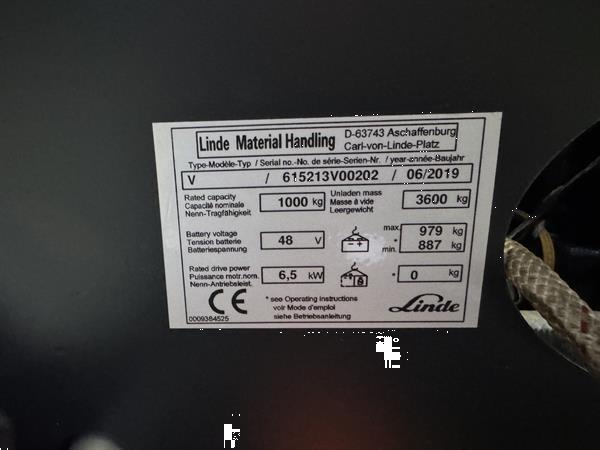 Linde Material Handling D-63743 Aschaffenburg
Carl-von-Linde-Platz
Type-Modèle-Typ / Serial no.-No. de série-Serien-Nr. / year-année-Baujahr
V / 615213V00202 / 06/2019
Rated capacity
Capacité nominale
Nenn-Tragfähigkeit
1000 kg
Unladen mass
Masse à vide
Leergewicht
3600 kg
Battery voltage
Tension batterie
Batteriespannung
48 V
max. 979 kg
* min. 887 kg
Rated drive power
Puissance motr.nom.
Nenn-Antriebsleist.
6,5 kW
* 0 kg
CE
0009384525
* see Operating instructions
voir Mode d'emploi
siehe Betriebsanleitung
Linde